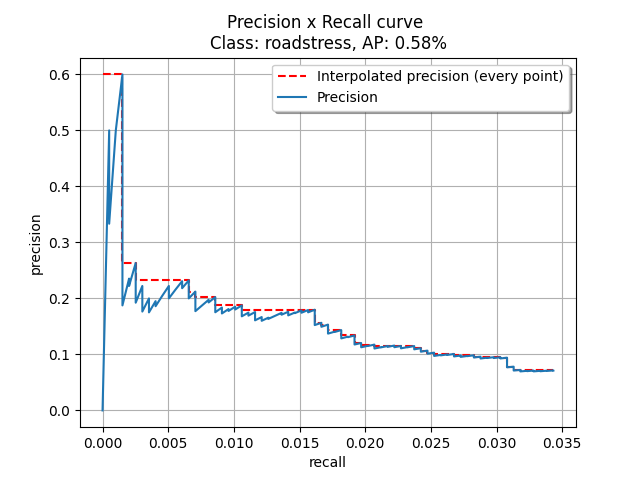 Precision x Recall curve
Class: roadstress, AP: 0.58%
Interpolated precision (every point)
Precision
0.6
0.5
0.4
0.3
0.2
0.1
0.0
precision
0.000 0.005 0.010 0.015 0.020 0.025 0.030 0.035
recall